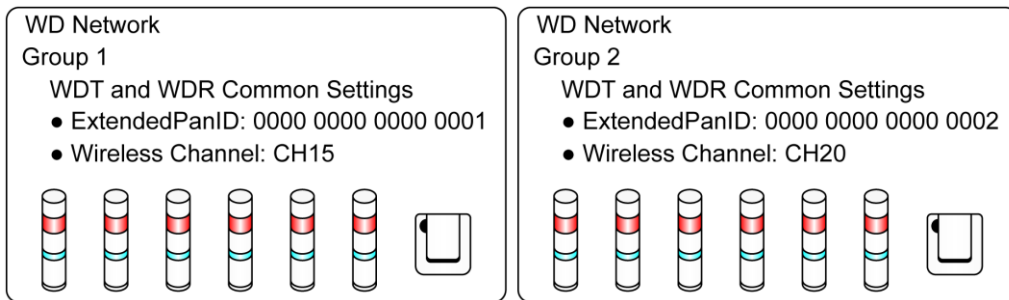 WD Network
Group 1
WDT and WDR Common Settings
● ExtendedPanID: 0000 0000 0000 0001
● Wireless Channel: CH15
WD Network
Group 2
WDT and WDR Common Settings
● ExtendedPanID: 0000 0000 0000 0002
● Wireless Channel: CH20